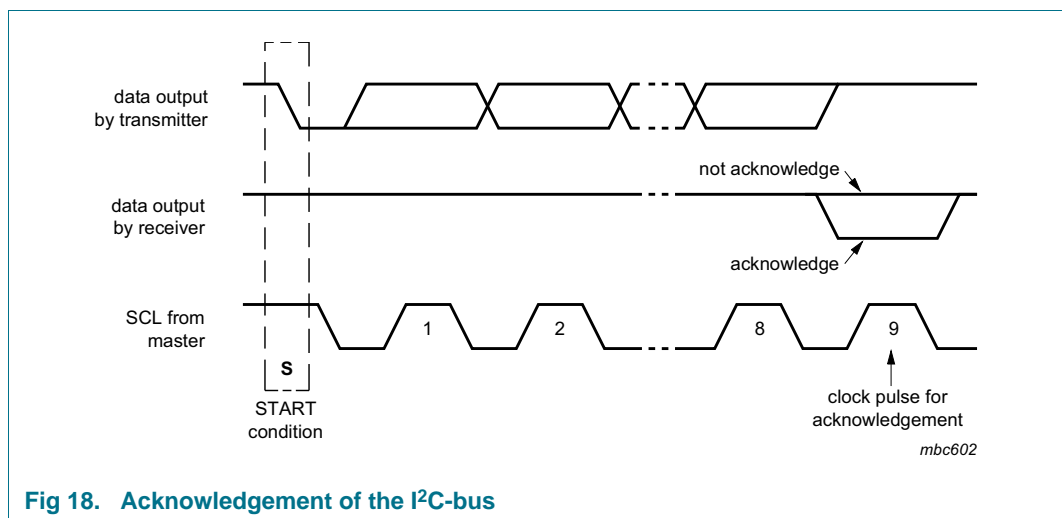 data output
by transmitter
not acknowledge
data output
by receiver
acknowledge
SCL from
master
1
2
8
9
S
START
condition
clock pulse for
acknowledgement
mbc602
Fig 18. Acknowledgement of the I²C-bus